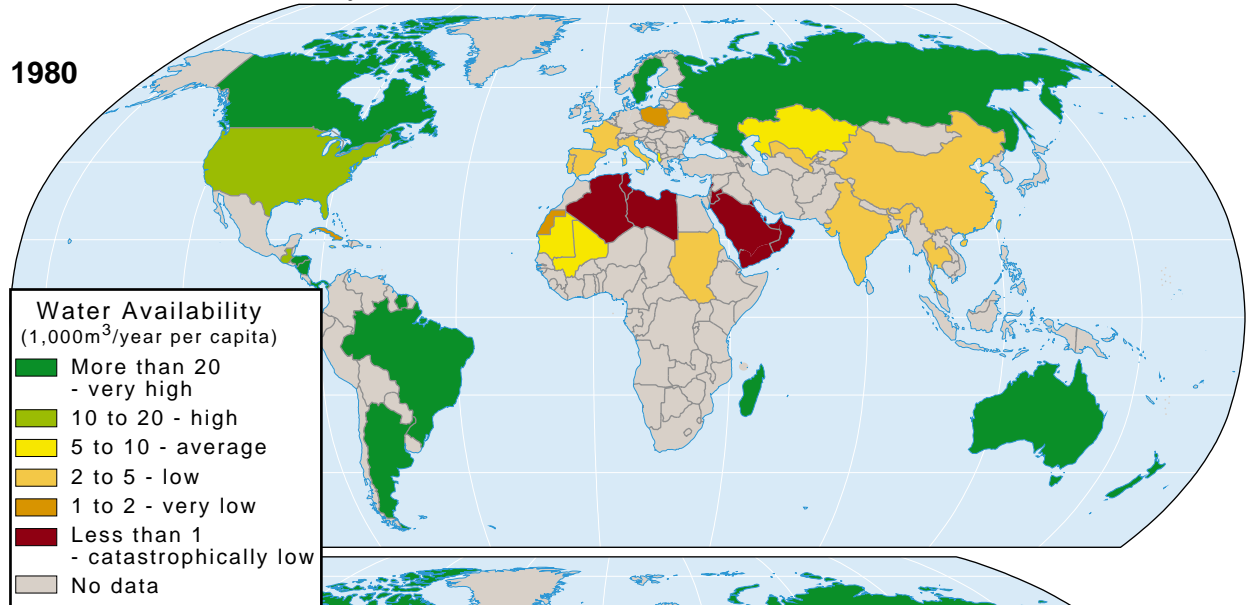 1980
Water Availability
(1,000m³/year per capita)
More than 20
- very high
10 to 20 - high
5 to 10 - average
2 to 5 - low
1 to 2 - very low
Less than 1
- catastrophically low
No data